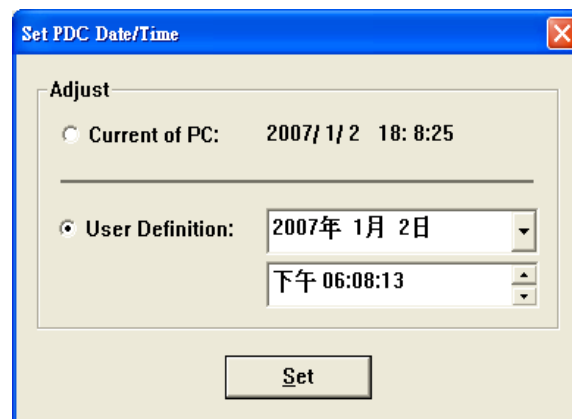 Set PDC Date/Time
Adjust
Current of PC: 2007/ 1/ 2 18: 8:25
User Definition: 2007年 1月 2日
下午 06:08:13
Set